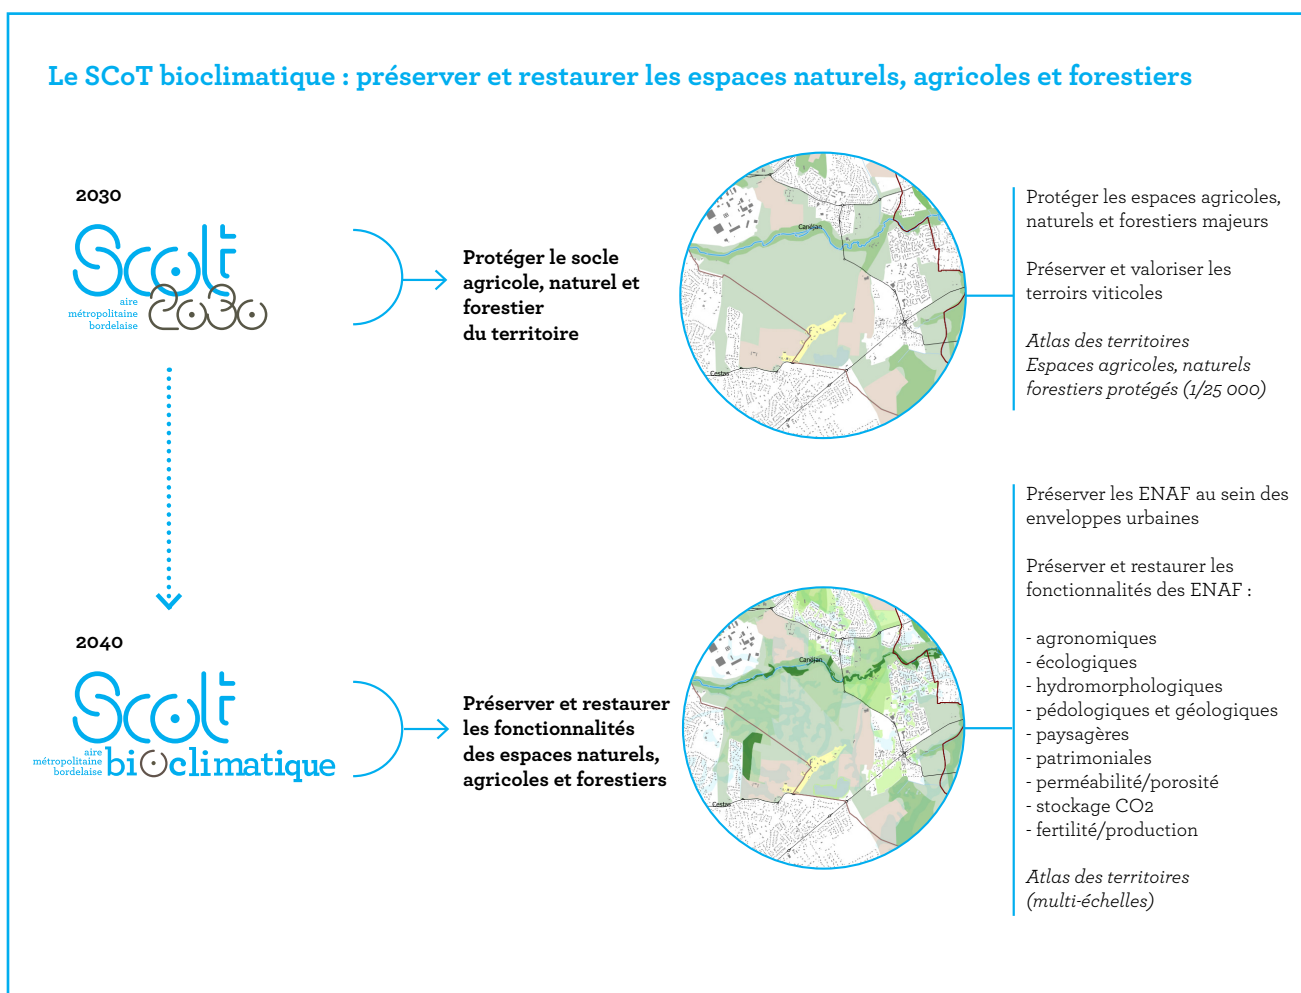 Le SCoT bioclimatique : préserver et restaurer les espaces naturels, agricoles et forestiers
2030
Scot
2030
aire
métropolitaine
bordelaise
Protéger le socle
agricole, naturel et
forestier
du territoire
Canéjan
Cestas
Protéger les espaces agricoles,
naturels et forestiers majeurs
Préserver et valoriser les
terroirs viticoles
Atlas des territoires
Espaces agricoles, naturels
forestiers protégés (1/25 000)
2040
Scot
aire
métropolitaine
bordelaise
bioclimatique
Préserver et restaurer
les fonctionnalités
des espaces naturels,
agricoles et forestiers
Canéjan
Cestas
Préserver les ENAF au sein des
enveloppes urbaines
Préserver et restaurer les
fonctionnalités des ENAF :
- agronomiques
- écologiques
- hydromorphologiques
- pédologiques et géologiques
- paysagères
- patrimoniales
- perméabilité/porosité
- stockage CO2
- fertilité/production
Atlas des territoires
(multi-échelles)